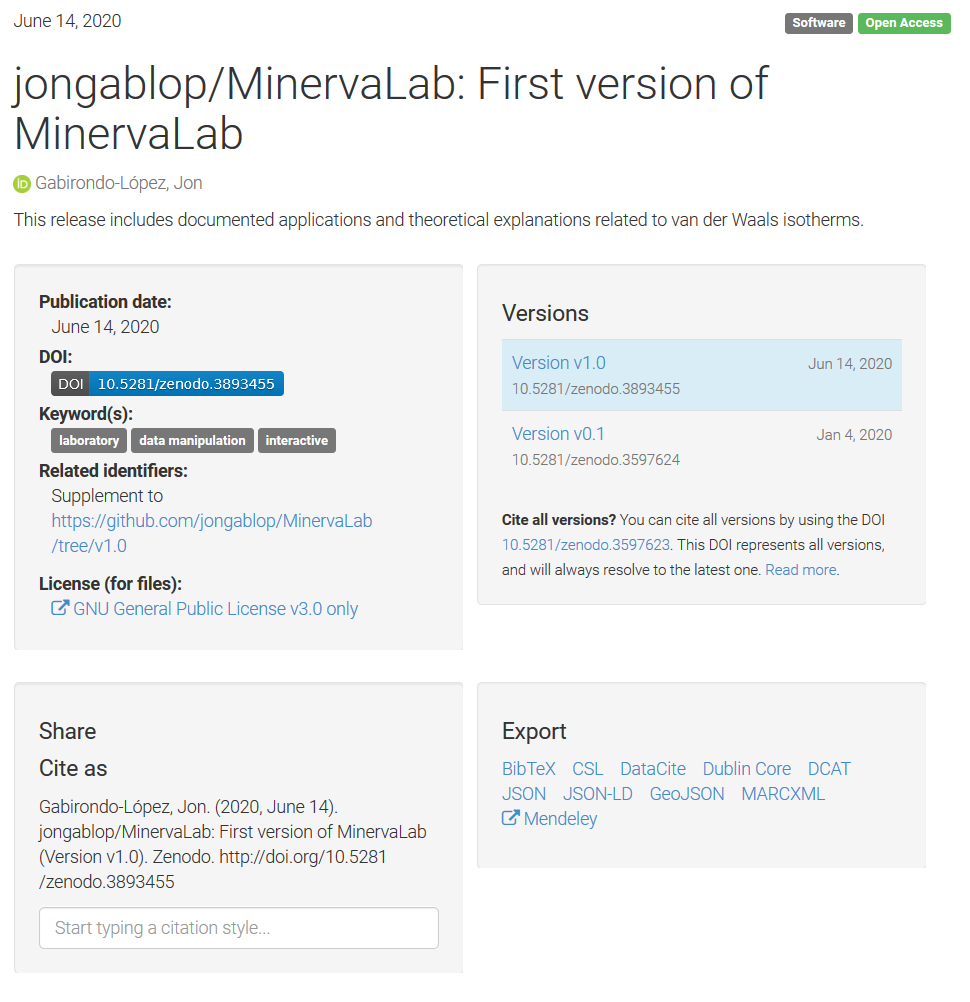 June 14, 2020
Software Open Access
jongablop/MinervaLab: First version of
MinervaLab
iD Gabirondo-López, Jon
This release includes documented applications and theoretical explanations related to van der Waals isotherms.
Publication date:
June 14, 2020
DOI:
DOI 10.5281/zenodo.3893455
Keyword(s):
laboratory data manipulation interactive
Related identifiers:
Supplement to
https://github.com/jongablop/MinervaLab
/tree/v1.0
License (for files):
GNU General Public License v3.0 only
Versions
Version v1.0 Jun 14, 2020
10.5281/zenodo.3893455
Version v0.1 Jan 4, 2020
10.5281/zenodo.3597624
Cite all versions? You can cite all versions by using the DOI
10.5281/zenodo.3597623. This DOI represents all versions,
and will always resolve to the latest one. Read more.
Share
Cite as
Gabirondo-López, Jon. (2020, June 14).
jongablop/MinervaLab: First version of MinervaLab
(Version v1.0). Zenodo. http://doi.org/10.5281
/zenodo.3893455
Start typing a citation style...
Export
BibTeX CSL DataCite Dublin Core DCAT
JSON JSON-LD GeoJSON MARCXML
Mendeley